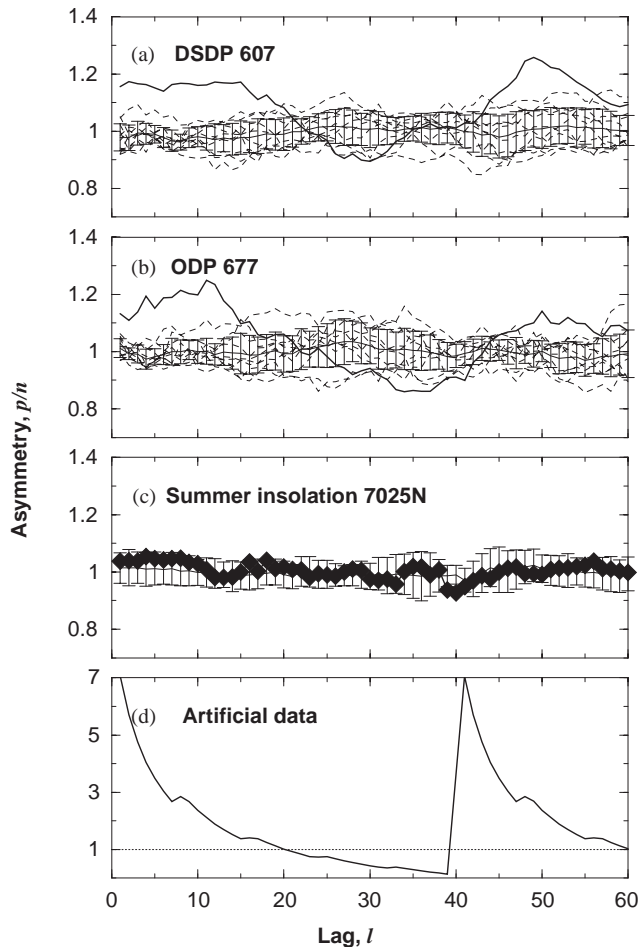 1.4
(a) DSDP 607
1.2
1
0.8
1.4
(b) ODP 677
1.2
1
0.8
Asymmetry, p/n
1.4
(c) Summer insolation 7025N
1.2
1
0.8
7
(d) Artificial data
5
3
1
0 10 20 30 40 50 60
Lag, l